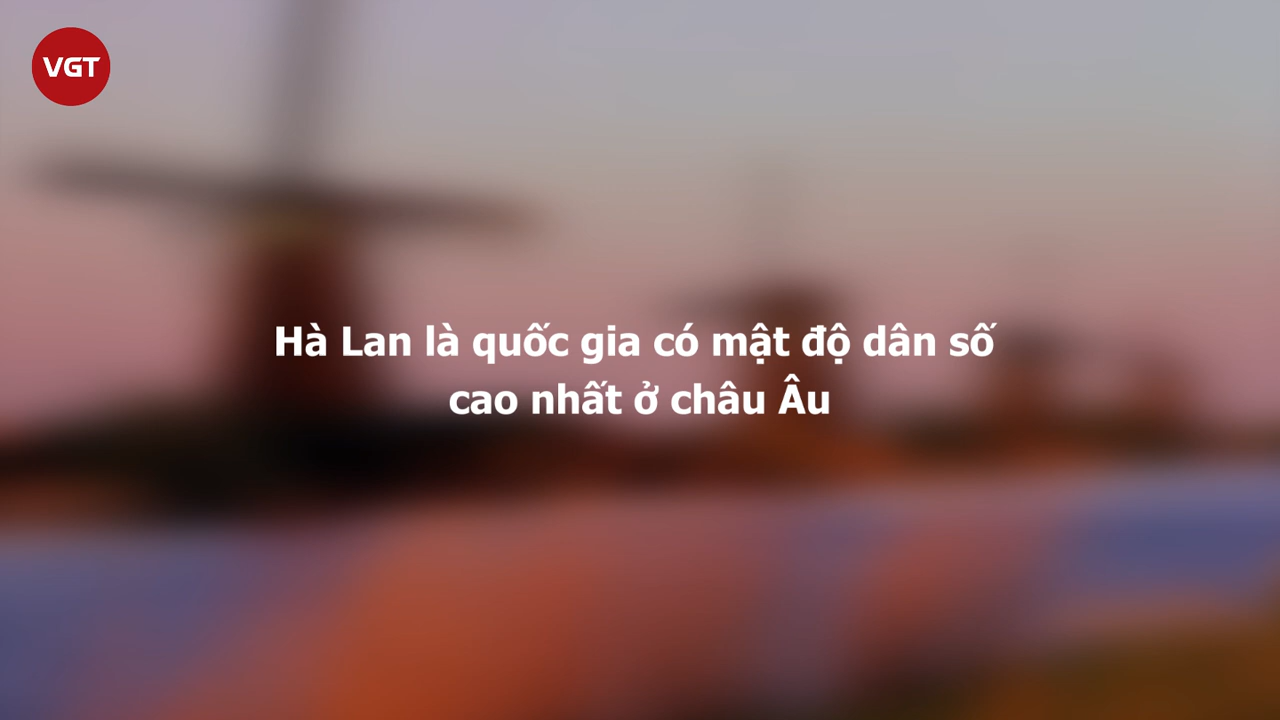 VGT
Hà Lan là quốc gia có mật độ dân số
cao nhất ở châu Âu